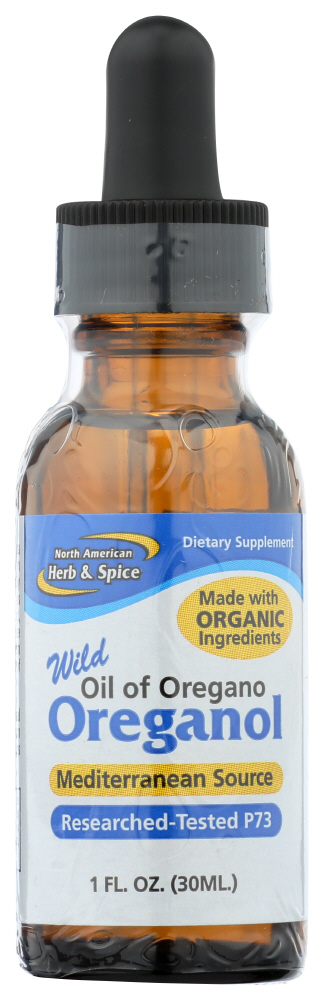 North American
Herb & Spice
Dietary Supplement
Made with
ORGANIC
Ingredients
Wild
Oil of Oregano
Oreganol
Mediterranean Source
Researched-Tested P73
1 FL. OZ. (30ML.)